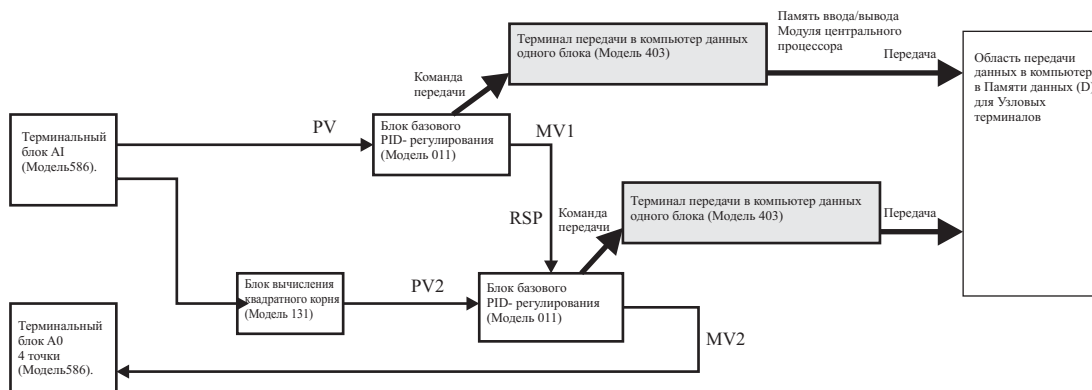 Память ввода/вывода
Модуля центрального
процессора
Терминал передачи в компьютер данных
одного блока (Модель 403)
Передача
Область передачи
данных в компьютер
в Памяти данных (D)
для Узловых
терминалов
Команда
передачи
Терминальный
блок AI
(Модель586).
PV
Блок базового
PID- регулирования
(Модель 011)
MV1
RSP
Команда
передачи
Терминал передачи в компьютер данных
одного блока (Модель 403)
Передача
Блок вычисления
квадратного корня
(Модель 131)
PV2
Блок базового
PID- регулирования
(Модель 011)
MV2
Терминальный
блок A0
4 точки
(Модель586).